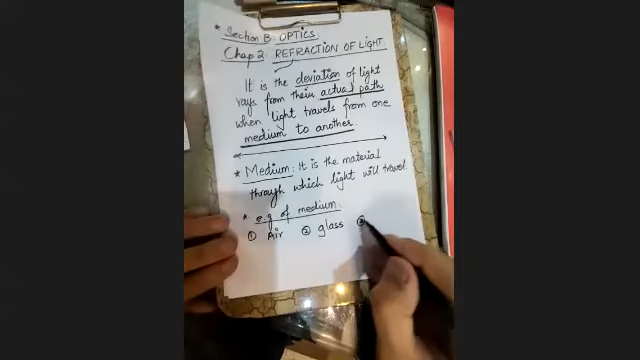 * Section B: OPTICS:
Chap 2: REFRACTION OF LIGHT
It is the deviation of light
rays from their actual path
when light travels from one
medium to another
* Medium: It is the material
through which light will travel.
* e.g of medium:
① Air ② glass ③